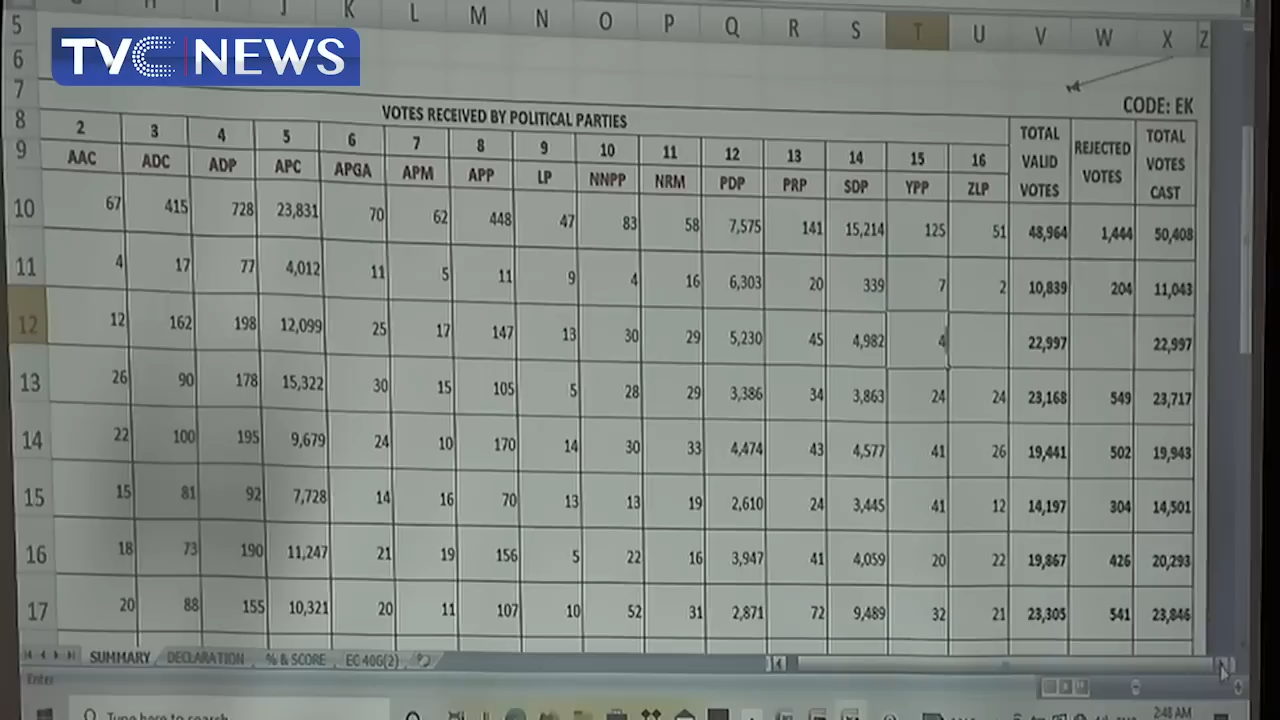 H J K L M N O P Q R S T U V W X Z
5
TVC NEWS
6
7
CODE: EK
8 VOTES RECEIVED BY POLITICAL PARTIES
2 3 4 5 6 7 8 9 10 11 12 13 14 15 16 TOTAL VALID VOTES REJECTED VOTES TOTAL VOTES CAST
9 AAC ADC ADP APC APGA APM APP LP NNPP NRM PDP PRP SDP YPP ZLP
10 67 415 728 23,831 70 62 448 47 83 58 7,575 141 15,214 125 51 48,964 1,444 50,408
11 4 17 77 4,012 11 5 11 9 4 16 6,303 20 339 7 2 10,839 204 11,043
12 12 162 198 12,099 25 17 147 13 30 29 5,230 45 4,982 4 22,997 22,997
13 26 90 178 15,322 30 15 105 5 28 29 3,386 34 3,863 24 24 23,168 549 23,717
14 22 100 195 9,679 24 10 170 14 30 33 4,474 43 4,577 41 26 19,441 502 19,943
15 15 81 92 7,728 14 16 70 13 13 19 2,610 24 3,445 41 12 14,197 304 14,501
16 18 73 190 11,247 21 19 156 5 22 16 3,947 41 4,059 20 22 19,867 426 20,293
17 20 88 155 10,321 20 11 107 10 52 31 2,871 72 9,489 32 21 23,305 541 23,846
SUMMARY DECLARATION % & SCORE EC 40G(2)
Enter
Type here to search
2:48 AM